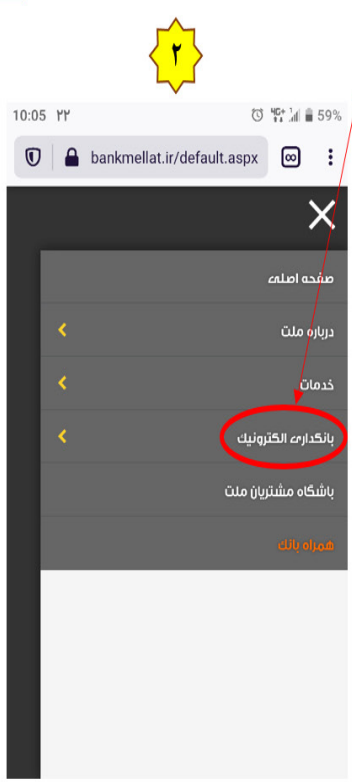 ۲
10:05 ۲۲ 4G+ 59%
bankmellat.ir/default.aspx
صفحه اصلی
درباره ملت
خدمات
بانکداری الکترونیک
باشگاه مشتریان ملت
همراه بانک